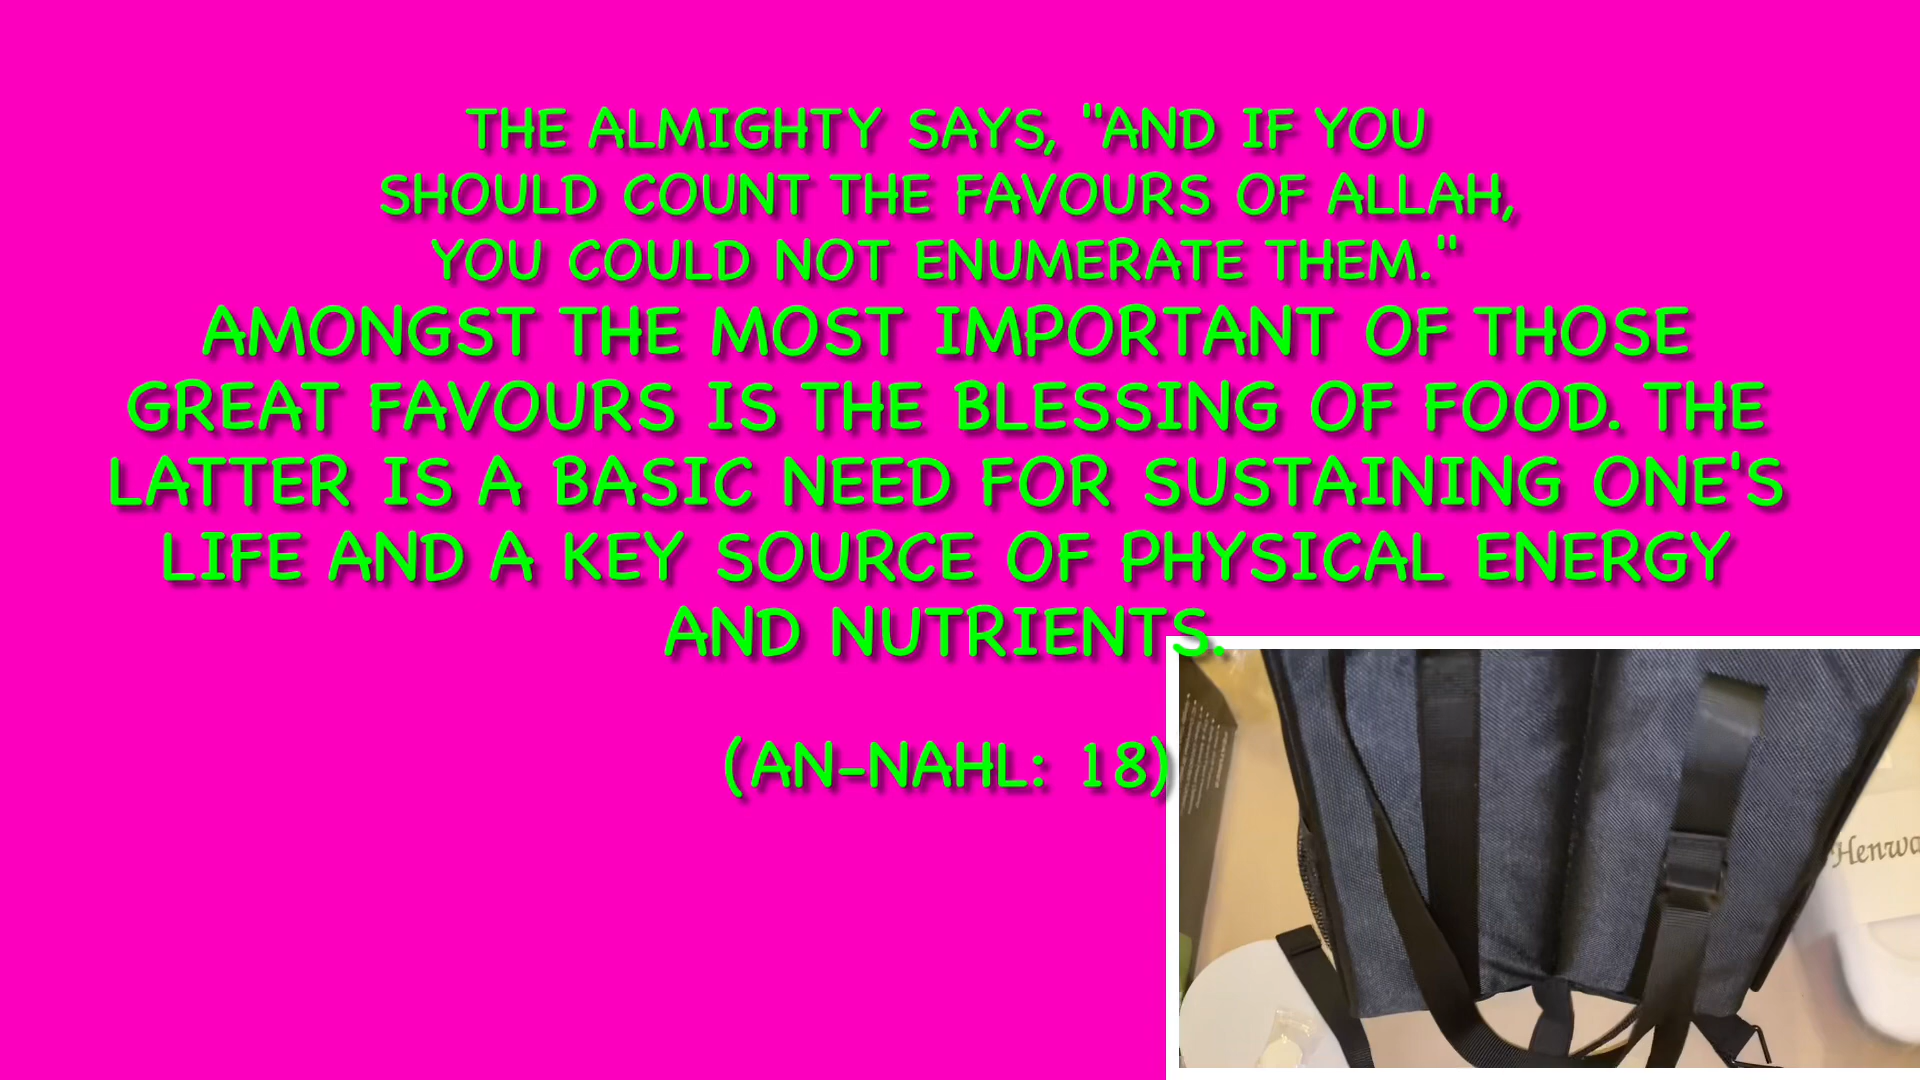 THE ALMIGHTY SAYS, "AND IF YOU
SHOULD COUNT THE FAVOURS OF ALLAH,
YOU COULD NOT ENUMERATE THEM."
AMONGST THE MOST IMPORTANT OF THOSE
GREAT FAVOURS IS THE BLESSING OF FOOD. THE
LATTER IS A BASIC NEED FOR SUSTAINING ONE'S
LIFE AND A KEY SOURCE OF PHYSICAL ENERGY
AND NUTRIENTS.
(AN-NAHL: 18)